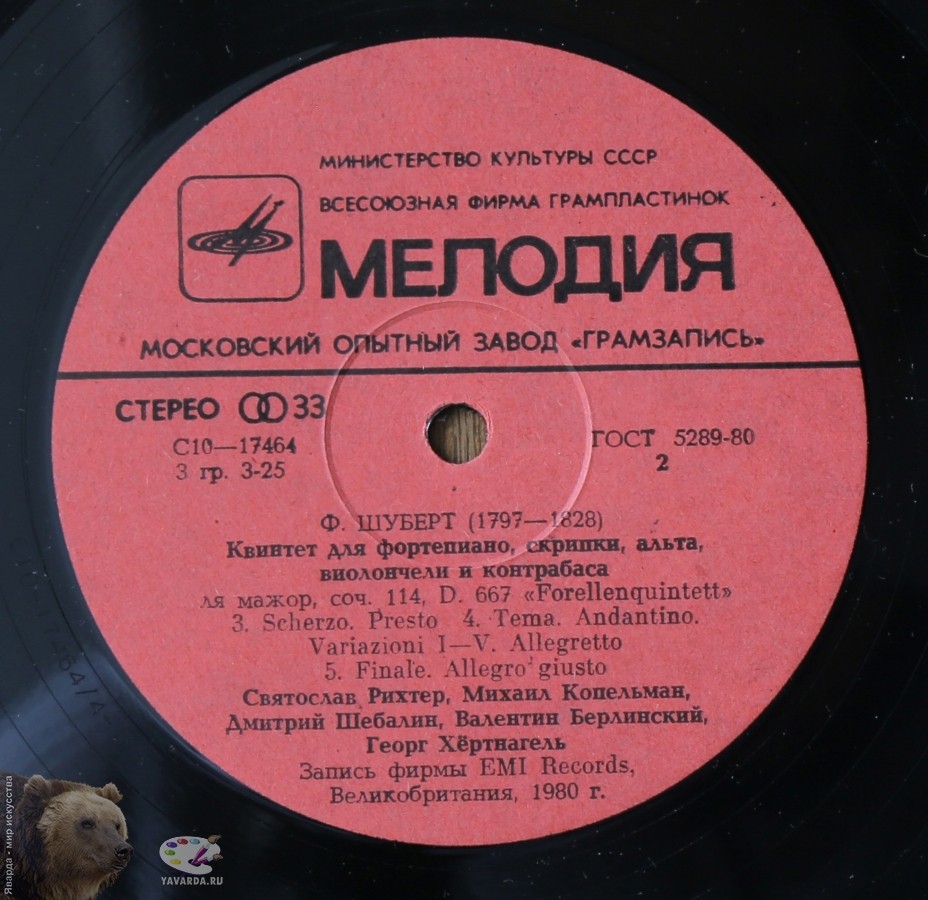 МИНИСТЕРСТВО КУЛЬТУРЫ СССР
ВСЕСОЮЗНАЯ ФИРМА ГРАМПЛАСТИНОК
МЕЛОДИЯ
МОСКОВСКИЙ ОПЫТНЫЙ ЗАВОД «ГРАМЗАПИСЬ»
СТЕРЕО 33
С10—17464
3 гр. 3-25
ГОСТ 5289-80
2
Ф. ШУБЕРТ (1797—1828)
Квинтет для фортепиано, скрипки, альта,
виолончели и контрабаса
ля мажор, соч. 114, D. 667 «Forellenquintett»
3. Scherzo. Presto 4. Tema. Andantino.
Variazioni I—V. Allegretto
5. Finale. Allegro giusto
Святослав Рихтер, Михаил Копельман,
Дмитрий Шебалин, Валентин Берлинский,
Георг Хёртнагель
Запись фирмы EMI Records,
Великобритания, 1980 г.
Яварда - мир искусства
YAVARDA.RU